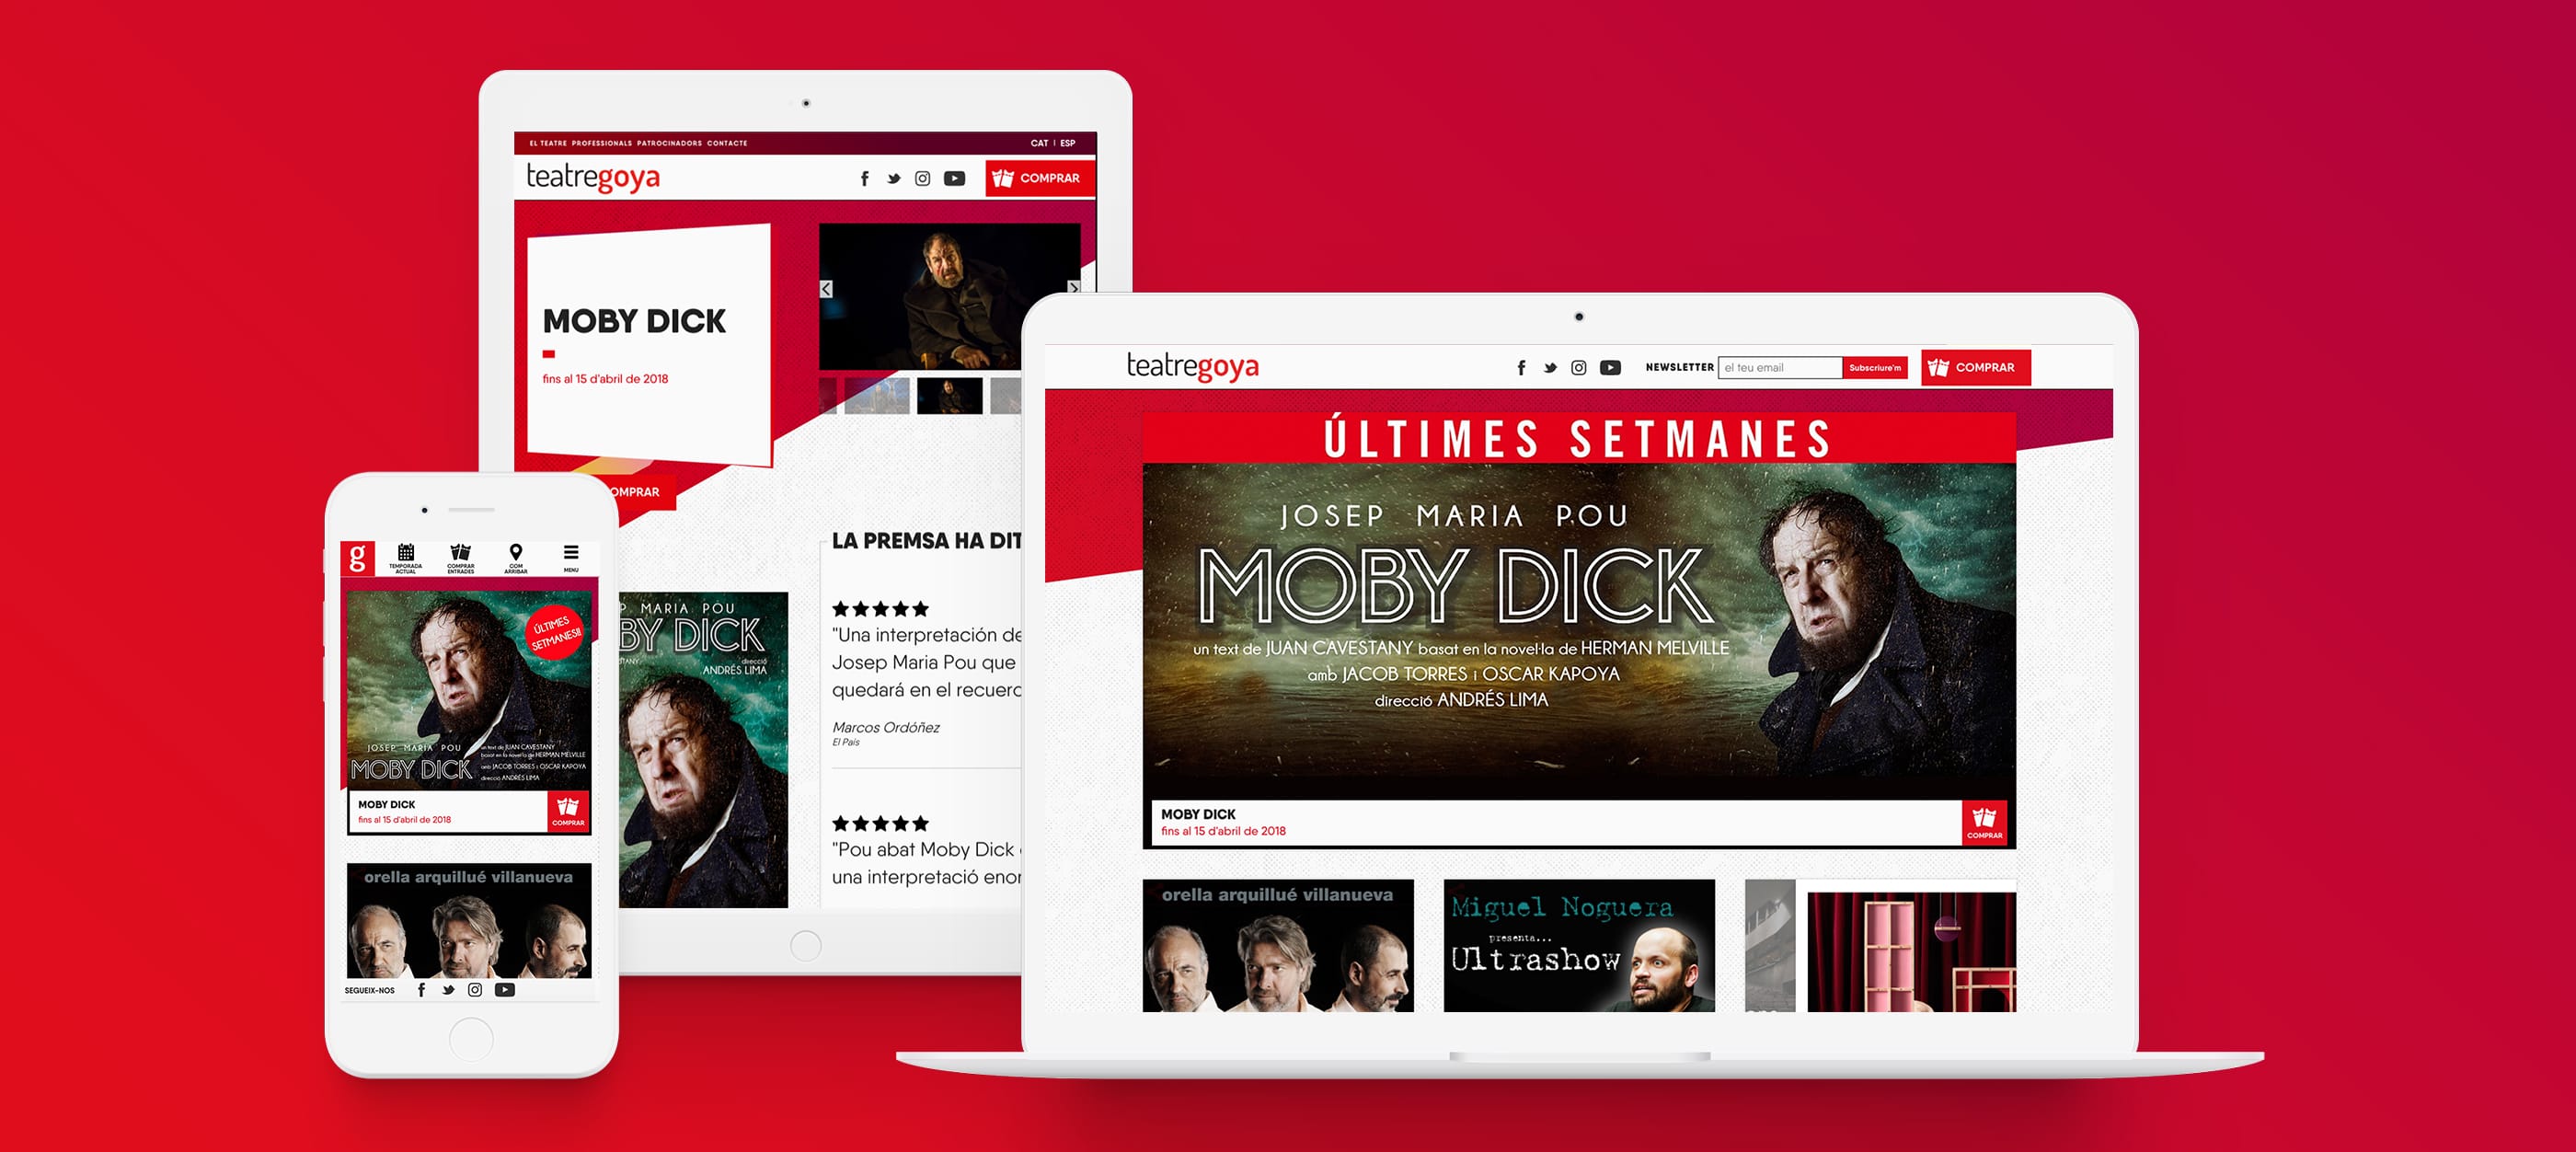 EL TEATRE PROFESSIONALS PATROCINADORS CONTACTE
CAT | ESP
teatregoya
COMPRAR
MOBY DICK
fins al 15 d'abril de 2018
COMPRAR
LA PREMSA HA DIT
"Una interpretación de
Josep Maria Pou que
quedará en el recuerd
Marcos Ordóñez
El País
"Pou abat Moby Dick
una interpretació enor
MARIA POU
BY DICK
direcció
ANDRÉS LIMA
g
TEMPORADA ACTUAL
COMPRAR ENTRADES
COM ARRIBAR
MENU
ÚLTIMES
SETMANES!!
JOSEP MARIA POU
MOBY DICK
un text de JUAN CAVESTANY
basat en la novel·la de HERMAN MELVILLE
amb JACOB TORRES i OSCAR KAPOYA
direcció ANDRÉS LIMA
MOBY DICK
fins al 15 d'abril de 2018
COMPRAR
orella arquillué villanueva
SEGUEIX-NOS
teatregoya
NEWSLETTER
el teu email
Subscriure'm
COMPRAR
ÚLTIMES SETMANES
JOSEP MARIA POU
MOBY DICK
un text de JUAN CAVESTANY basat en la novel·la de HERMAN MELVILLE
amb JACOB TORRES i OSCAR KAPOYA
direcció ANDRÉS LIMA
MOBY DICK
fins al 15 d'abril de 2018
COMPRAR
orella arquillué villanueva
Miguel Noguera
presenta...
Ultrashow